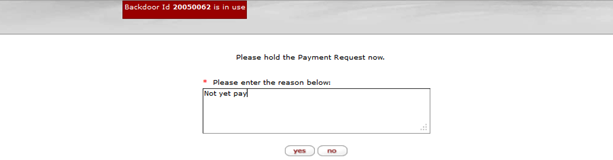 Backdoor Id 20050062 is in use
Please hold the Payment Request now.
* Please enter the reason below:
Not yet pay
yes no